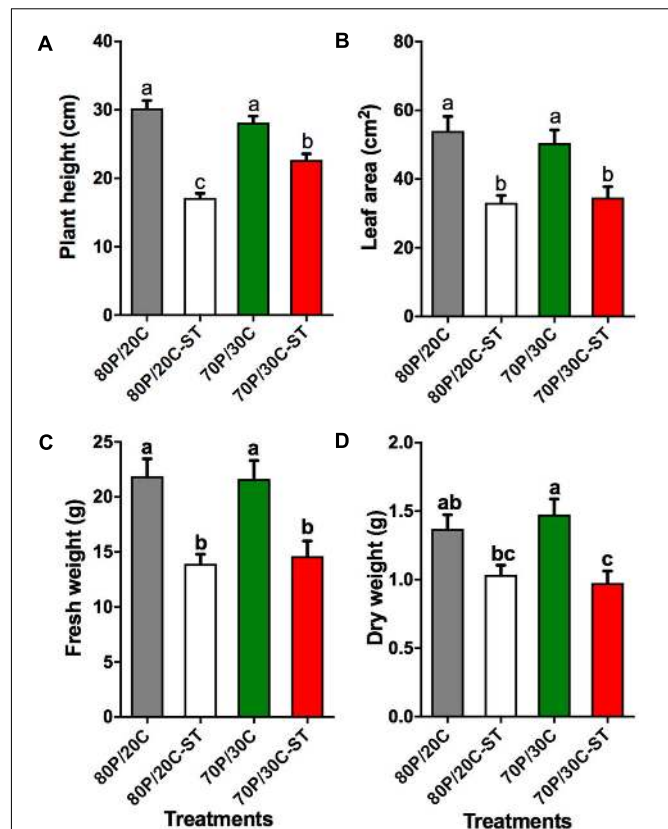 A
Plant height (cm)
40
30
20
10
0
a
c
a
b
80P/20C
80P/20C-ST
70P/30C
70P/30C-ST
B
Leaf area (cm²)
80
60
40
20
0
a
b
a
b
80P/20C
80P/20C-ST
70P/30C
70P/30C-ST
C
Fresh weight (g)
25
20
15
10
5
0
a
b
a
b
80P/20C
80P/20C-ST
70P/30C
70P/30C-ST
Treatments
D
Dry weight (g)
2.0
1.5
1.0
0.5
0.0
ab
bc
a
c
80P/20C
80P/20C-ST
70P/30C
70P/30C-ST
Treatments